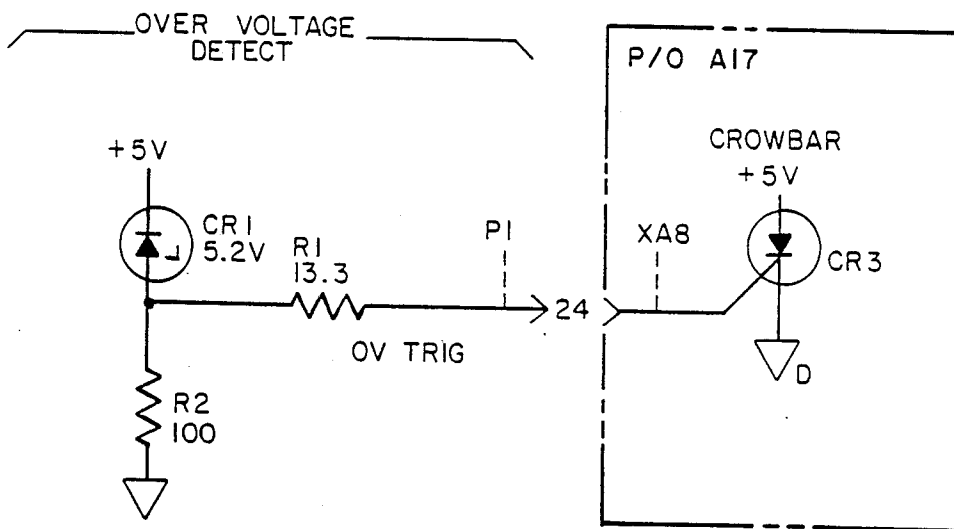 OVER VOLTAGE
DETECT
P/O A17
+5V
CROWBAR
+5V
CR1
5.2V
R1
13.3
P1
XA8
CR3
24
OV TRIG
D
R2
100